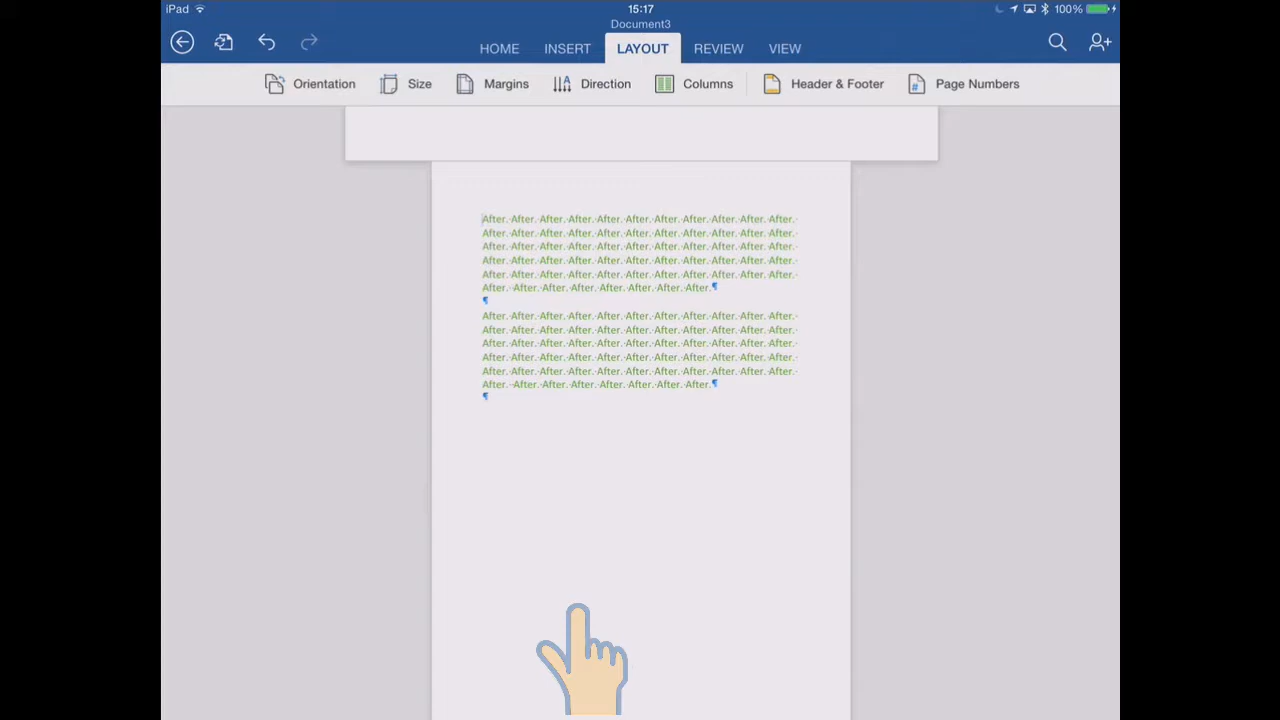 iPad 15:17 100%
Document3
HOME INSERT LAYOUT REVIEW VIEW
Orientation Size Margins Direction Columns Header & Footer Page Numbers
After. After. After. After. After. After. After. After. After. After. After.
After. After. After. After. After. After. After. After. After. After. After.
After. After. After. After. After. After. After. After. After. After. After.
After. After. After. After. After. After. After. After. After. After. After.
After. After. After. After. After. After. After. After. After. After. After.
After. After. After. After. After. After. After. After.¶
¶
After. After. After. After. After. After. After. After. After. After. After.
After. After. After. After. After. After. After. After. After. After. After.
After. After. After. After. After. After. After. After. After. After. After.
After. After. After. After. After. After. After. After. After. After. After.
After. After. After. After. After. After. After. After. After. After. After.
After. After. After. After. After. After. After. After.¶
¶